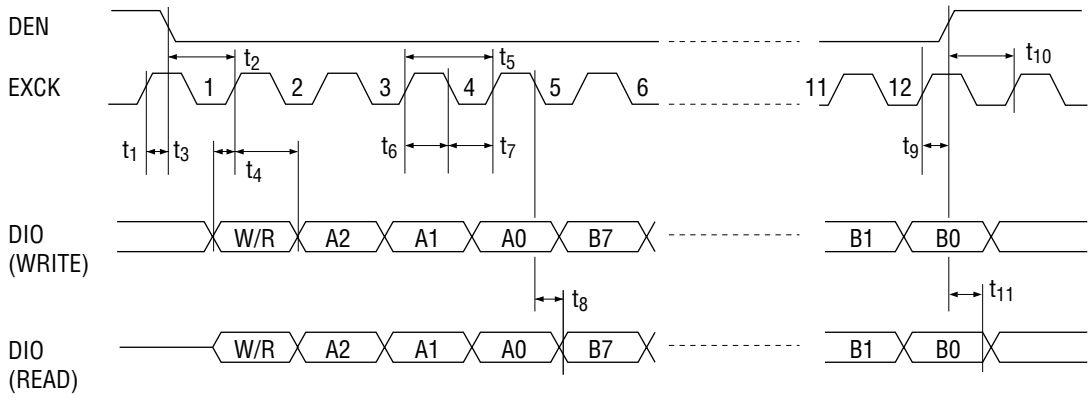 DEN
t2 t5 t10
EXCK 1 2 3 4 5 6 11 12
t1 t3 t4 t6 t7 t9
DIO W/R A2 A1 A0 B7 B1 B0
(WRITE)
t8 t11
DIO W/R A2 A1 A0 B7 B1 B0
(READ)